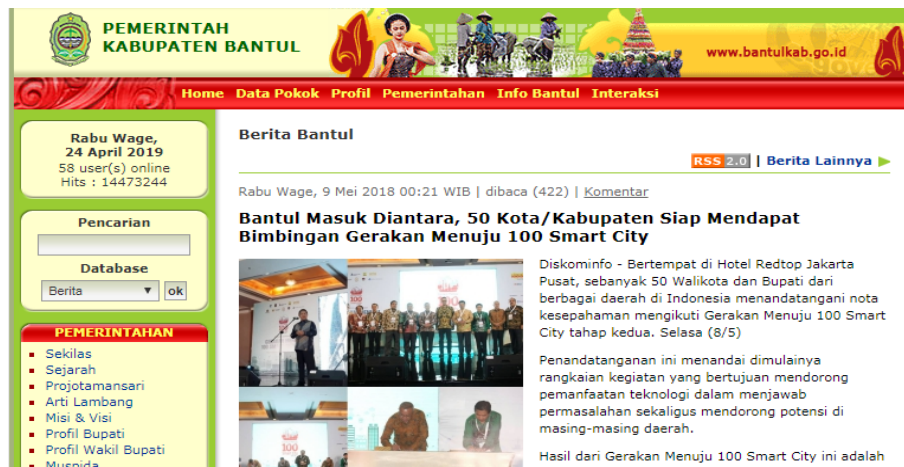 PEMERINTAH
KABUPATEN BANTUL
www.bantulkab.go.id
Home Data Pokok Profil Pemerintahan Info Bantul Interaksi
Rabu Wage,
24 April 2019
58 user(s) online
Hits : 14473244
Pencarian
Database
Berita ok
PEMERINTAHAN
Sekilas
Sejarah
Projotamansari
Arti Lambang
Misi & Visi
Profil Bupati
Profil Wakil Bupati
Muspida
Berita Bantul
RSS 2.0 | Berita Lainnya
Rabu Wage, 9 Mei 2018 00:21 WIB | dibaca (422) | Komentar
Bantul Masuk Diantara, 50 Kota/Kabupaten Siap Mendapat
Bimbingan Gerakan Menuju 100 Smart City
Diskominfo - Bertempat di Hotel Redtop Jakarta
Pusat, sebanyak 50 Walikota dan Bupati dari
berbagai daerah di Indonesia menandatangani nota
kesepahaman mengikuti Gerakan Menuju 100 Smart
City tahap kedua. Selasa (8/5)
Penandatanganan ini menandai dimulainya
rangkaian kegiatan yang bertujuan mendorong
pemanfaatan teknologi dalam menjawab
permasalahan sekaligus mendorong potensi di
masing-masing daerah.
Hasil dari Gerakan Menuju 100 Smart City ini adalah